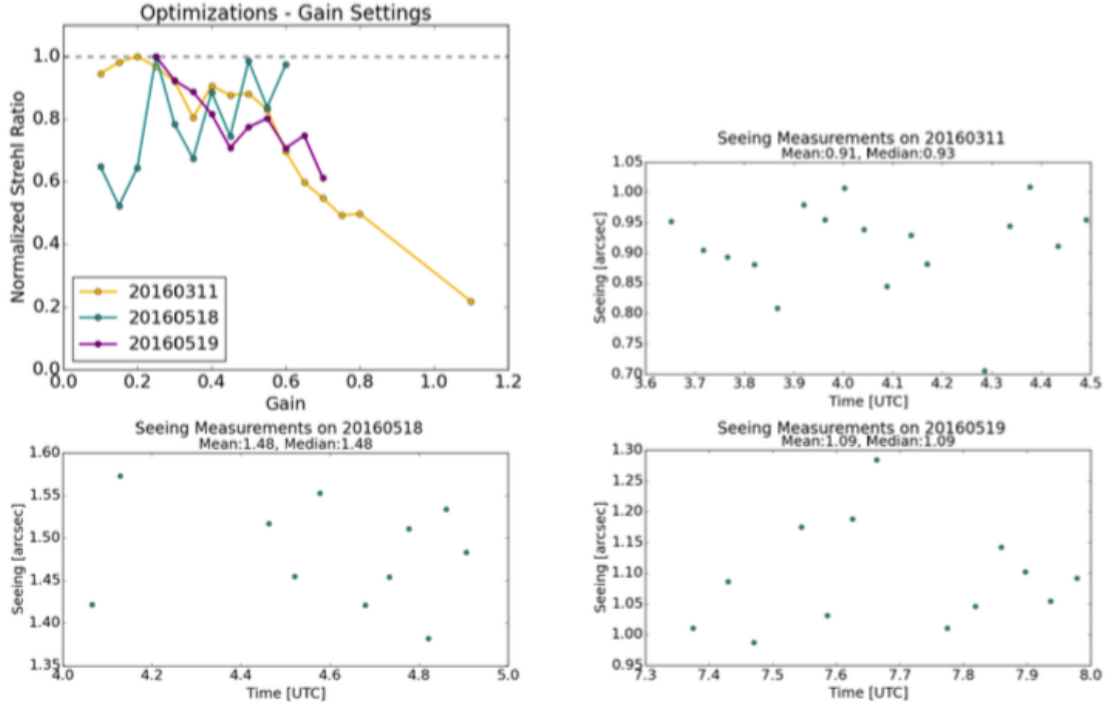 Optimizations - Gain Settings
1.0
0.8
0.6
0.4
0.2
0.0
Normalized Strehl Ratio
20160311
20160518
20160519
0.0 0.2 0.4 0.6 0.8 1.0 1.2
Gain
Seeing Measurements on 20160311
Mean:0.91, Median:0.93
1.05
1.00
0.95
0.90
0.85
0.80
0.75
0.70
Seeing [arcsec]
3.6 3.7 3.8 3.9 4.0 4.1 4.2 4.3 4.4 4.5
Time [UTC]
Seeing Measurements on 20160518
Mean:1.48, Median:1.48
1.60
1.55
1.50
1.45
1.40
1.35
Seeing [arcsec]
4.0 4.2 4.4 4.6 4.8 5.0
Time [UTC]
Seeing Measurements on 20160519
Mean:1.09, Median:1.09
1.30
1.25
1.20
1.15
1.10
1.05
1.00
0.95
Seeing [arcsec]
7.3 7.4 7.5 7.6 7.7 7.8 7.9 8.0
Time [UTC]